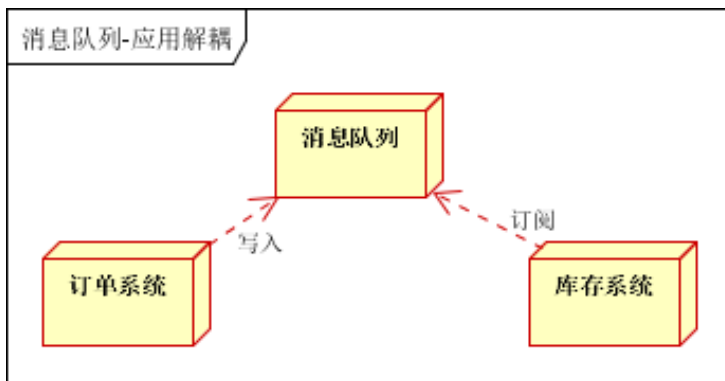 消息队列-应用解耦
消息队列
写入
订阅
订单系统
库存系统